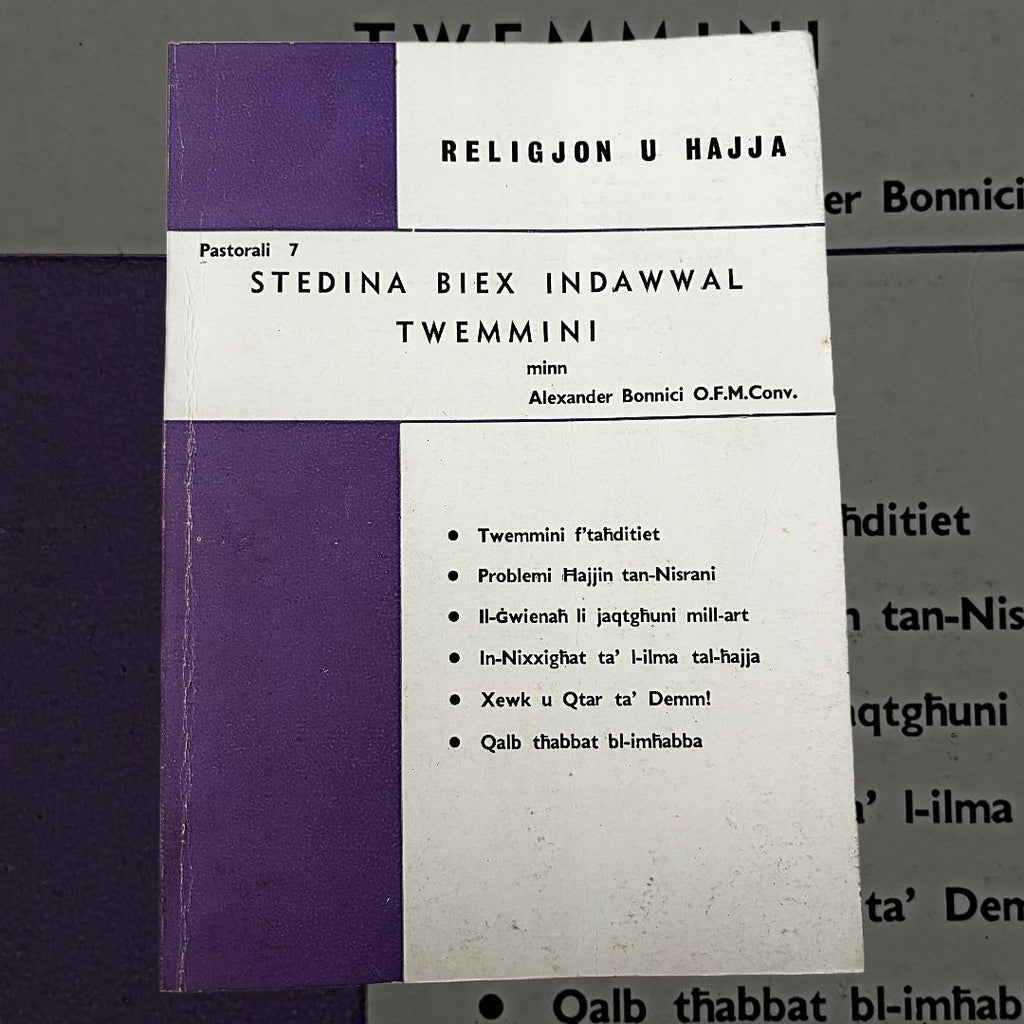 RELIGJON U HAJJA
Pastorali 7
STEDINA BIEX INDAWWAL
TWEMMINI
minn
Alexander Bonnici O.F.M.Conv.
• Twemmini f'taħditiet
• Problemi Ħajjin tan-Nisrani
• Il-Ġwienaħ li jaqtgħuni mill-art
• In-Nixxigħat ta' l-ilma tal-ħajja
• Xewk u Qtar ta' Demm!
• Qalb tħabbat bl-imħabba